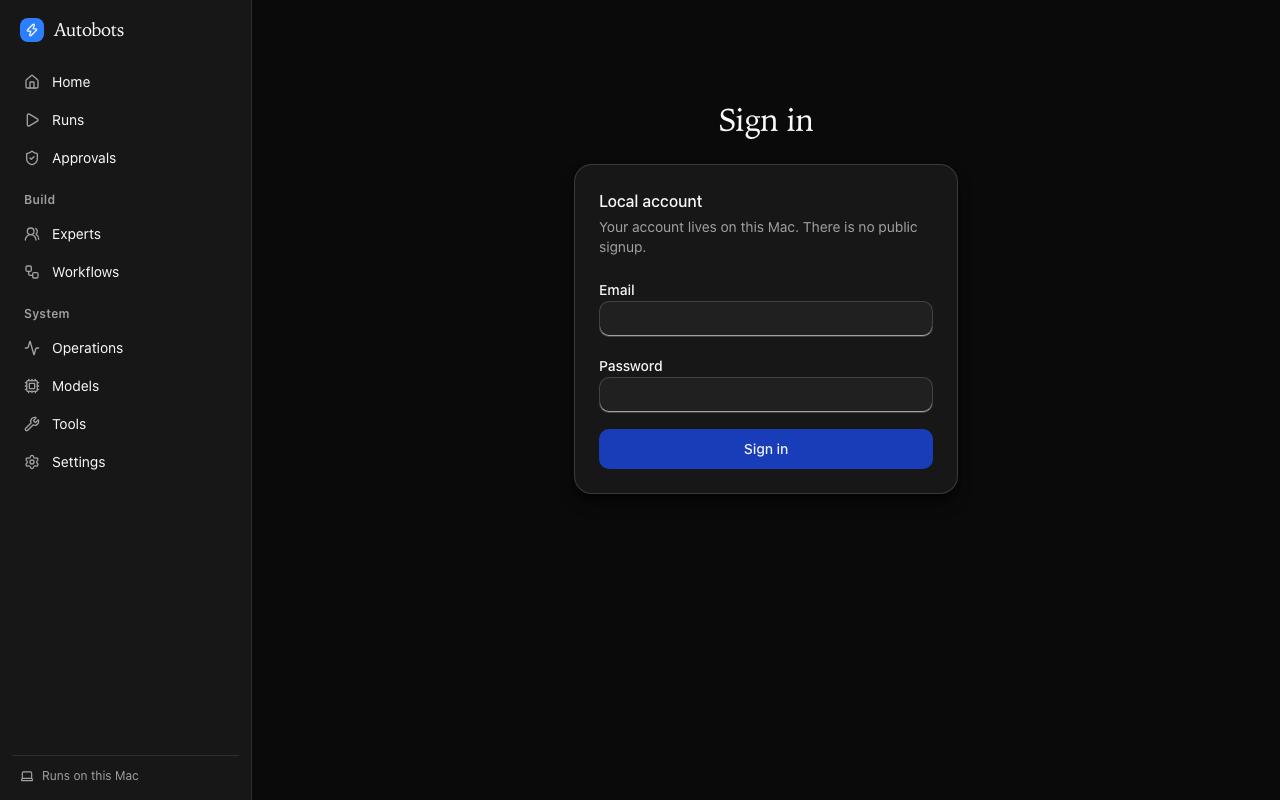 Autobots
Home
Runs
Approvals
Build
Experts
Workflows
System
Operations
Models
Tools
Settings
Runs on this Mac
Sign in
Local account
Your account lives on this Mac. There is no public
signup.
Email
Password
Sign in